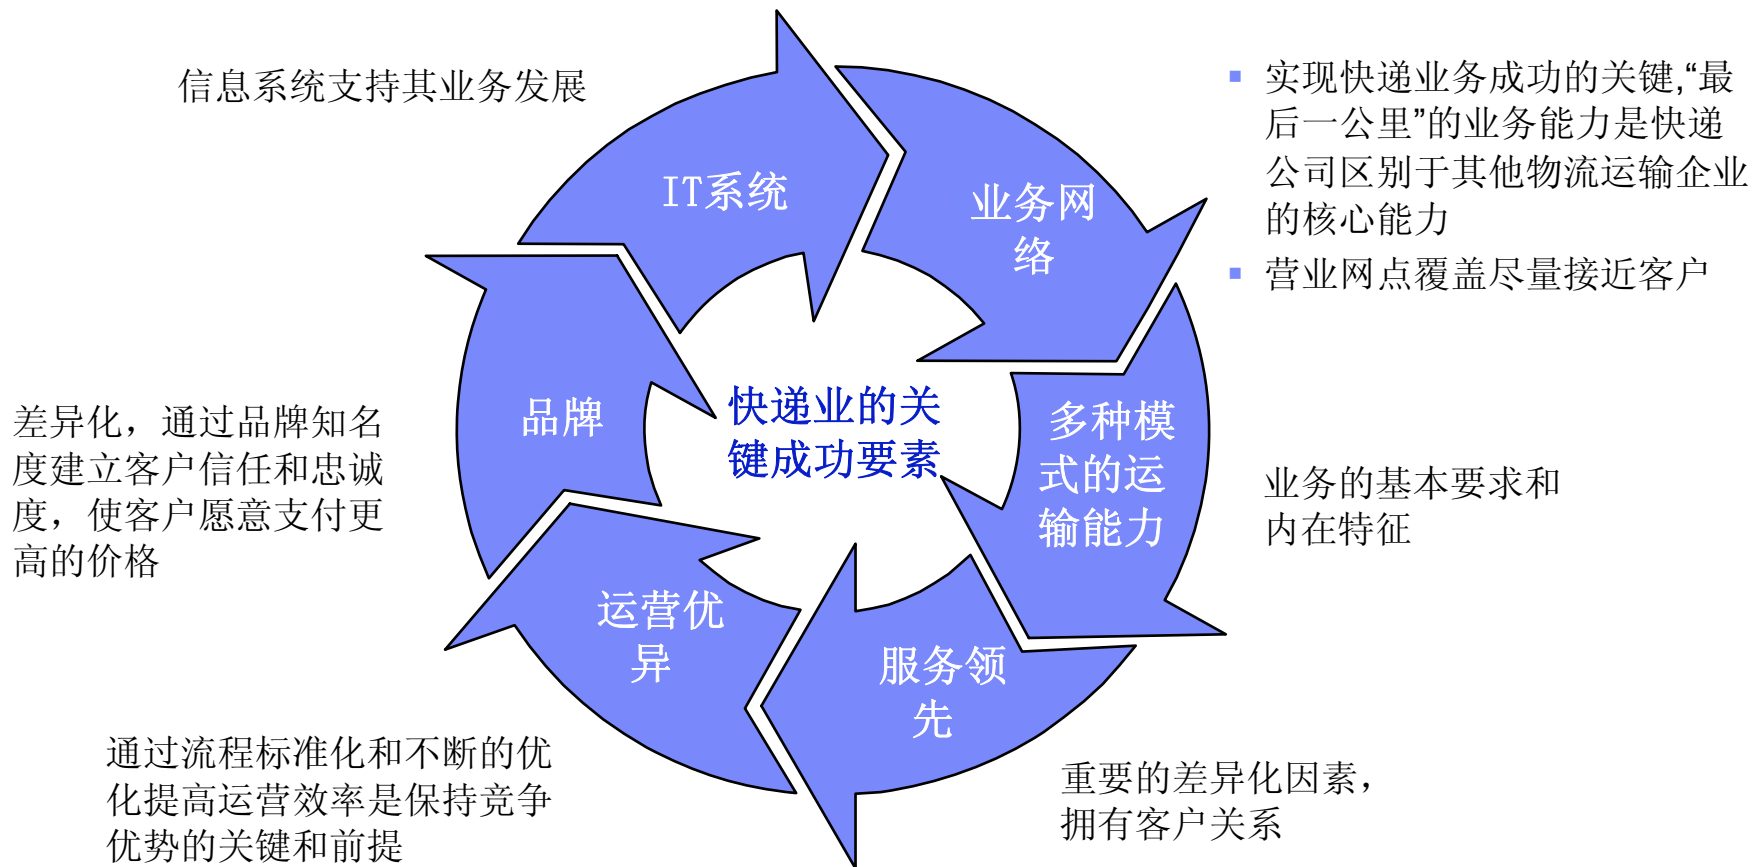 信息系统支持其业务发展
IT系统
业务网
络
实现快递业务成功的关键,“最
后一公里”的业务能力是快递
公司区别于其他物流运输企业
的核心能力
营业网点覆盖尽量接近客户
品牌
快递业的关
键成功要素
多种模
式的运
输能力
差异化，通过品牌知名
度建立客户信任和忠诚
度，使客户愿意支付更
高的价格
业务的基本要求和
内在特征
运营优
异
服务领
先
通过流程标准化和不断的优
化提高运营效率是保持竞争
优势的关键和前提
重要的差异化因素，
拥有客户关系